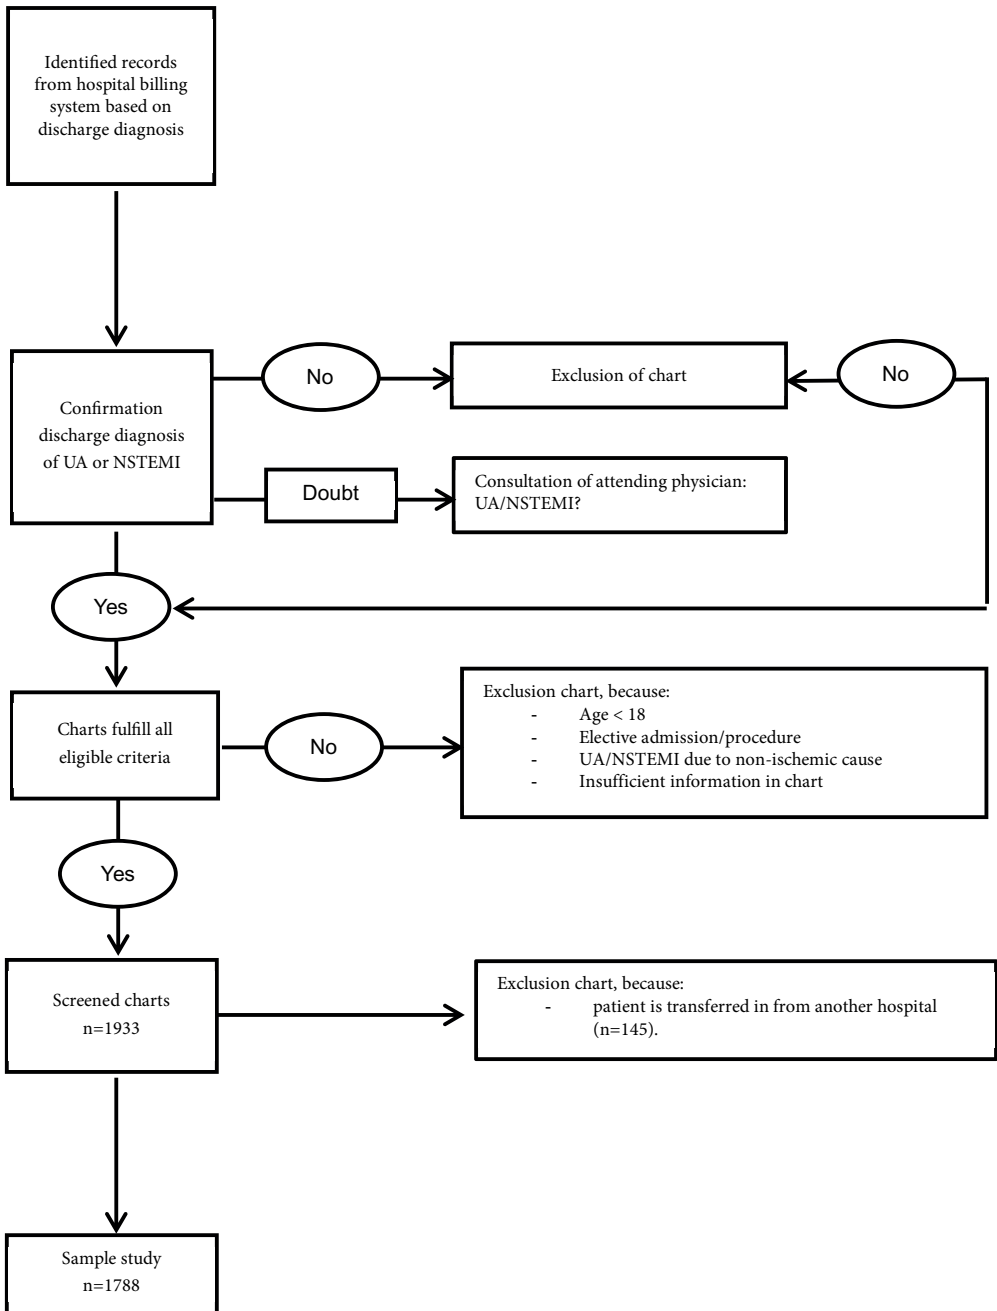 Identified records
from hospital billing
system based on
discharge diagnosis
Confirmation
discharge diagnosis
of UA or NSTEMI
No
Exclusion of chart
No
Doubt
Consultation of attending physician:
UA/NSTEMI?
Yes
Charts fulfill all
eligible criteria
No
Exclusion chart, because:
- Age < 18
- Elective admission/procedure
- UA/NSTEMI due to non-ischemic cause
- Insufficient information in chart
Yes
Screened charts
n=1933
Exclusion chart, because:
- patient is transferred in from another hospital
(n=145).
Sample study
n=1788